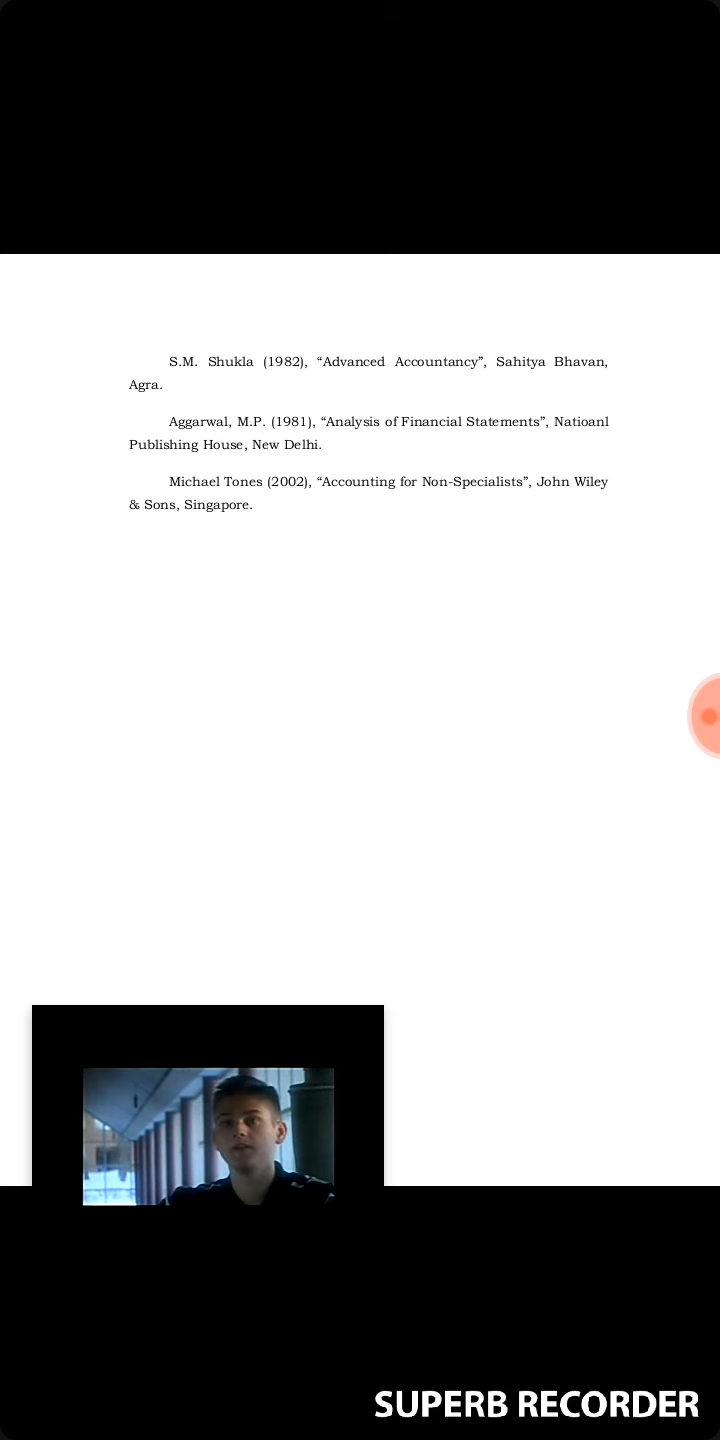 S.M. Shukla (1982), “Advanced Accountancy”, Sahitya Bhavan,
Agra.
Aggarwal, M.P. (1981), “Analysis of Financial Statements”, Natioanl
Publishing House, New Delhi.
Michael Tones (2002), “Accounting for Non-Specialists”, John Wiley
& Sons, Singapore.
SUPERB RECORDER